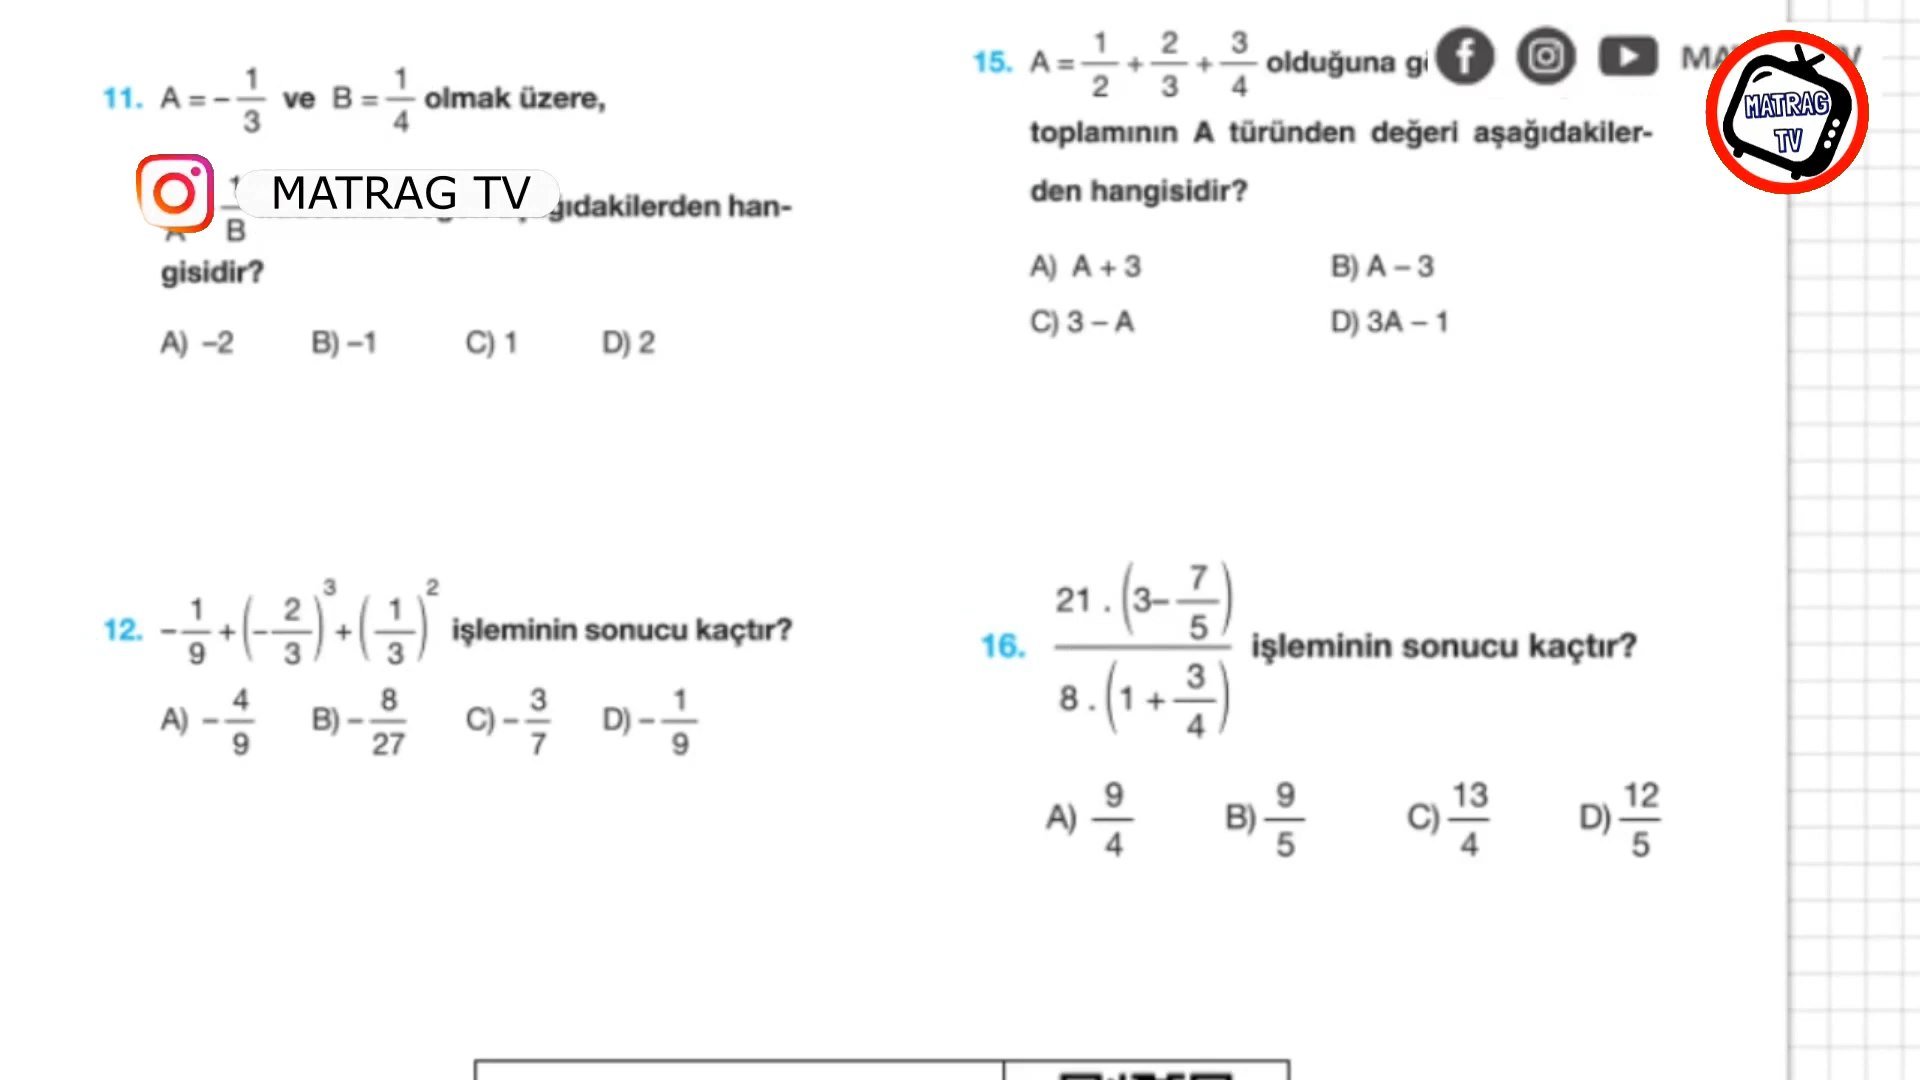 11. A = -1/3 ve B = 1/4 olmak üzere,
MATRAG TV
B
ğıdakilerden han-
gisidir?
A) –2 B) –1 C) 1 D) 2
12. -1/9 + (-2/3)^3 + (1/3)^2 işleminin sonucu kaçtır?
A) -4/9 B) -8/27 C) -3/7 D) -1/9
15. A = 1/2 + 2/3 + 3/4 olduğuna
toplamının A türünden değeri aşağıdakiler-
den hangisidir?
A) A + 3 B) A – 3
C) 3 – A D) 3A – 1
16. 21 . (3 - 7/5) / 8 . (1 + 3/4) işleminin sonucu kaçtır?
A) 9/4 B) 9/5 C) 13/4 D) 12/5
MATRAG
TV